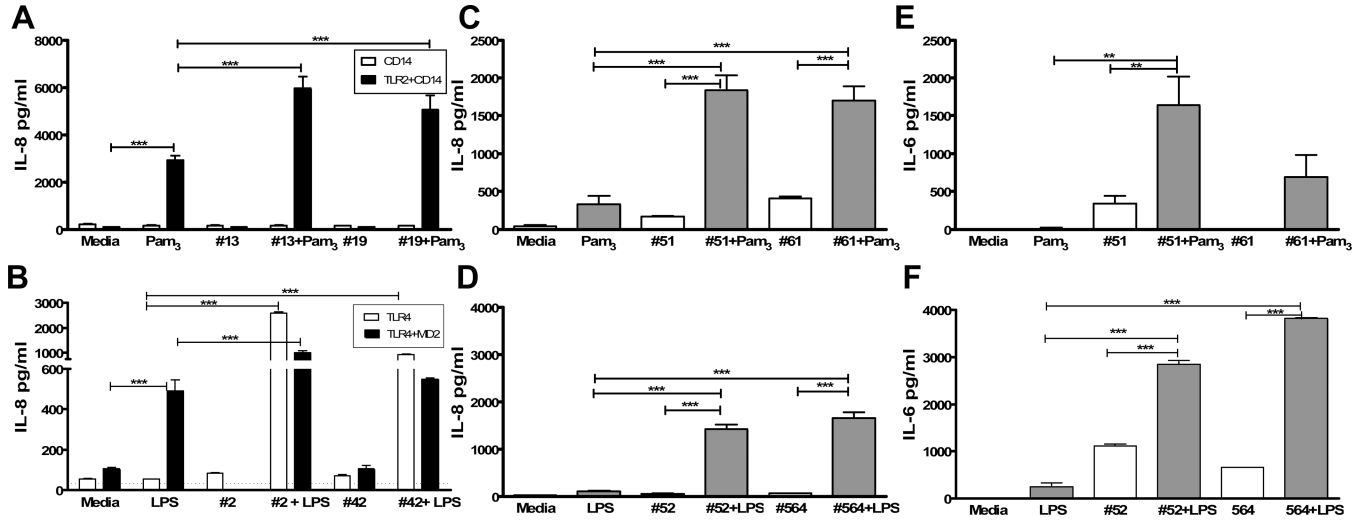 A
8000
6000
4000
2000
0
IL-8 pg/ml
CD14
TLR2+CD14
***
***
***
Media Pam3 #13 #13+Pam3 #19 #19+Pam3
B
3000
2000
1000
600
400
200
0
IL-8 pg/ml
TLR4
TLR4+MD2
***
***
***
***
Media LPS #2 #2 + LPS #42 #42+ LPS
C
2500
2000
1500
1000
500
0
IL-8 pg/ml
***
***
***
***
Media Pam3 #51 #51+Pam3 #61 #61+Pam3
D
4000
3000
2000
1000
0
IL-8 pg/ml
***
***
***
***
Media LPS #52 #52+LPS #564 #564+LPS
E
2500
2000
1500
1000
500
0
IL-6 pg/ml
**
**
Media Pam3 #51 #51+Pam3 #61 #61+Pam3
F
4000
3000
2000
1000
0
IL-6 pg/ml
***
***
***
***
Media LPS #52 #52+LPS 564 564+LPS